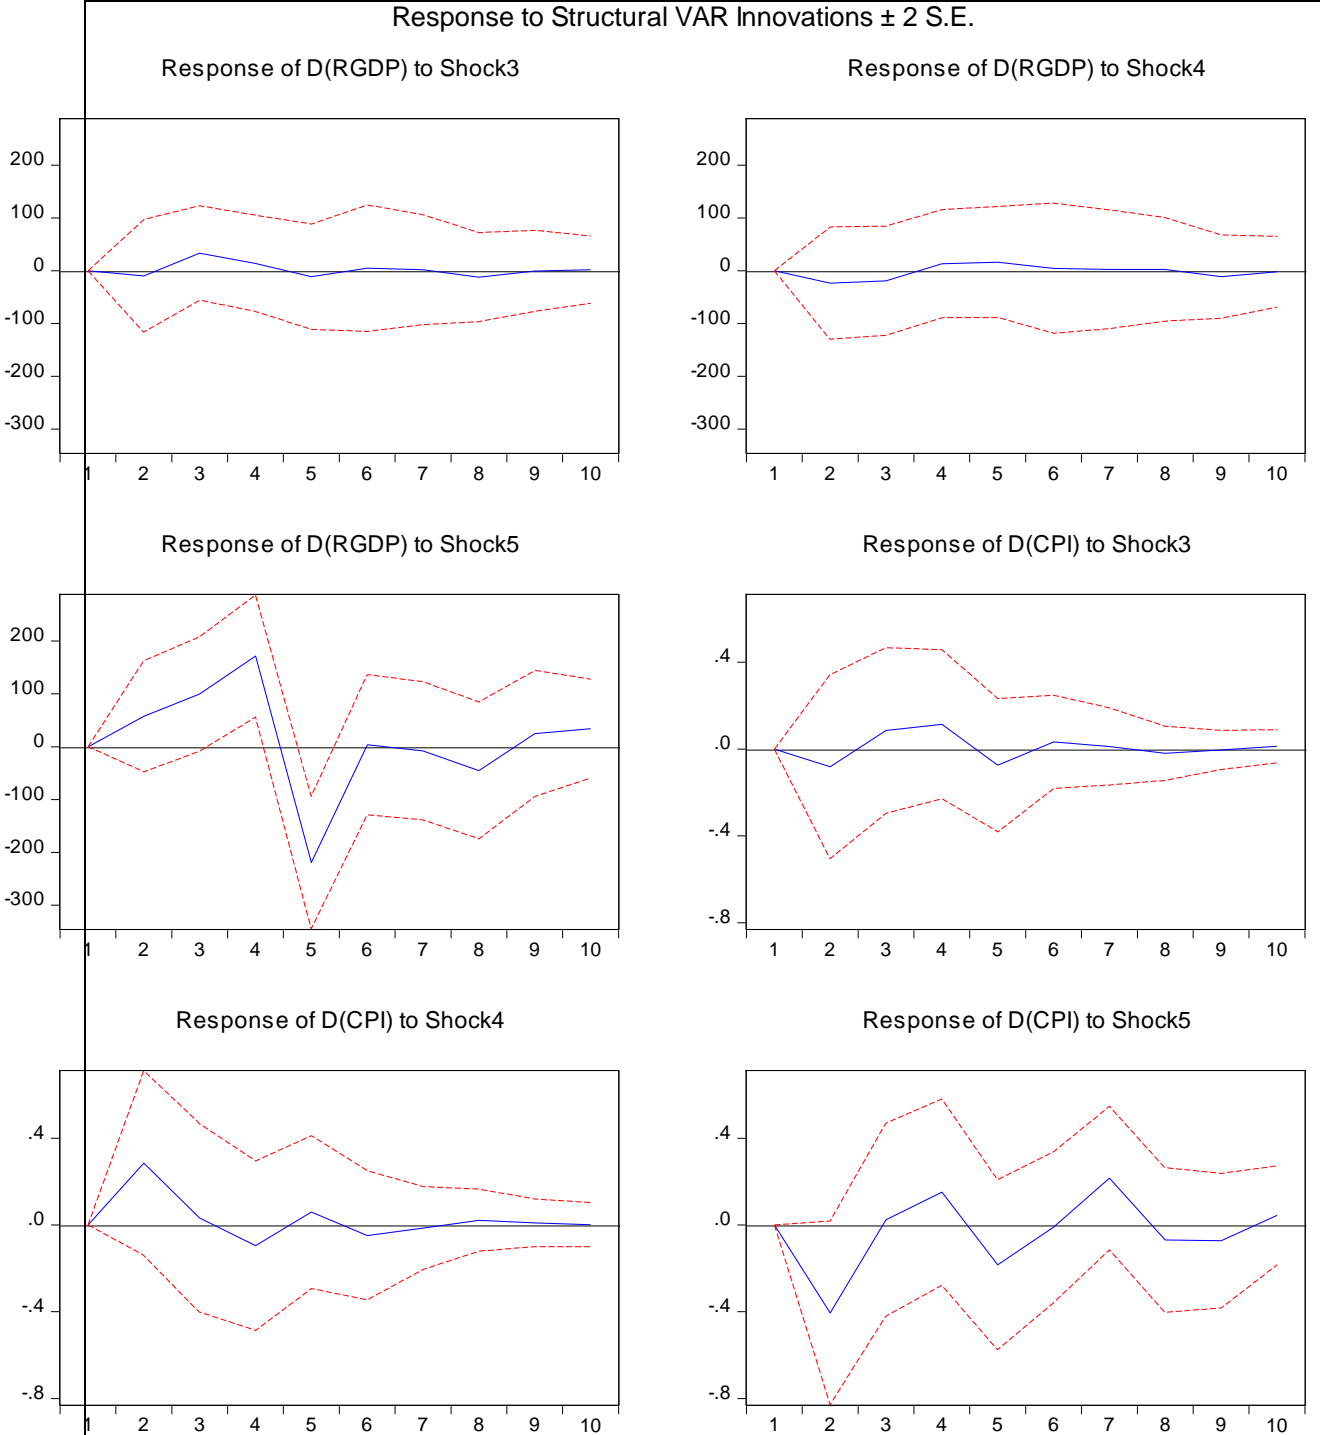 Response to Structural VAR Innovations ± 2 S.E.
Response of D(RGDP) to Shock3
200
100
0
-100
-200
-300
1 2 3 4 5 6 7 8 9 10
Response of D(RGDP) to Shock4
200
100
0
-100
-200
-300
1 2 3 4 5 6 7 8 9 10
Response of D(RGDP) to Shock5
200
100
0
-100
-200
-300
1 2 3 4 5 6 7 8 9 10
Response of D(CPI) to Shock3
.4
.0
-.4
-.8
1 2 3 4 5 6 7 8 9 10
Response of D(CPI) to Shock4
.4
.0
-.4
-.8
1 2 3 4 5 6 7 8 9 10
Response of D(CPI) to Shock5
.4
.0
-.4
-.8
1 2 3 4 5 6 7 8 9 10